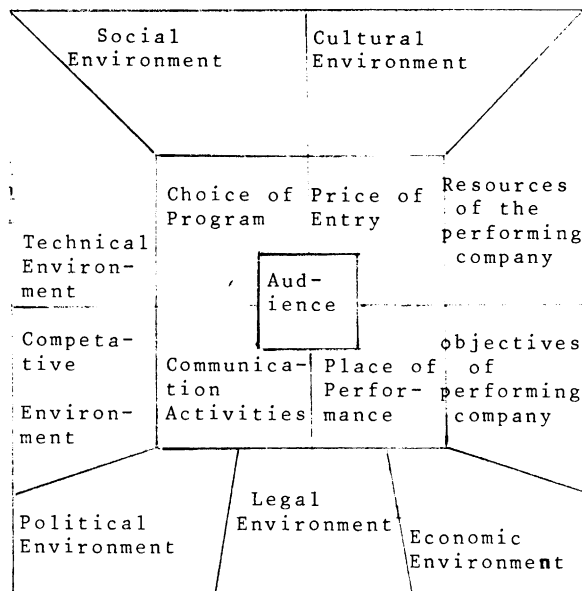 Social
Environment
Cultural
Environment
Choice of
Program
Price of
Entry
Resources
of the
performing
company
Technical
Environ-
ment
Aud-
ience
Competa-
tive
Environ-
ment
Communica-
tion
Activities
Place of
Perfor-
mance
objectives
of
performing
company
Political
Environment
Legal
Environment
Economic
Environment